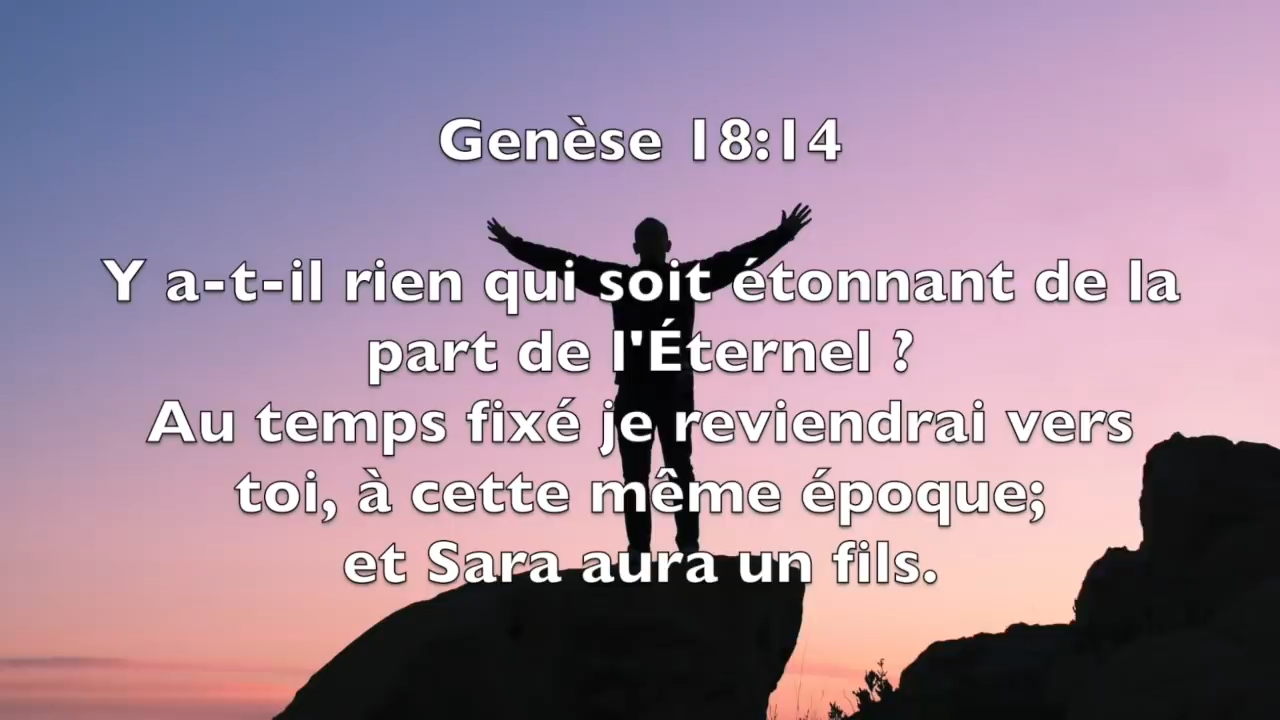 Genèse 18:14
Y a-t-il rien qui soit étonnant de la
part de l'Éternel ?
Au temps fixé je reviendrai vers
toi, à cette même époque;
et Sara aura un fils.